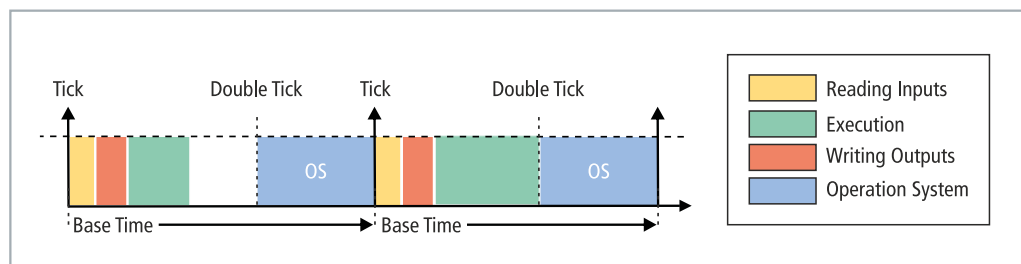 Tick Double Tick Tick Double Tick
OS OS
Base Time Base Time
Reading Inputs
Execution
Writing Outputs
Operation System